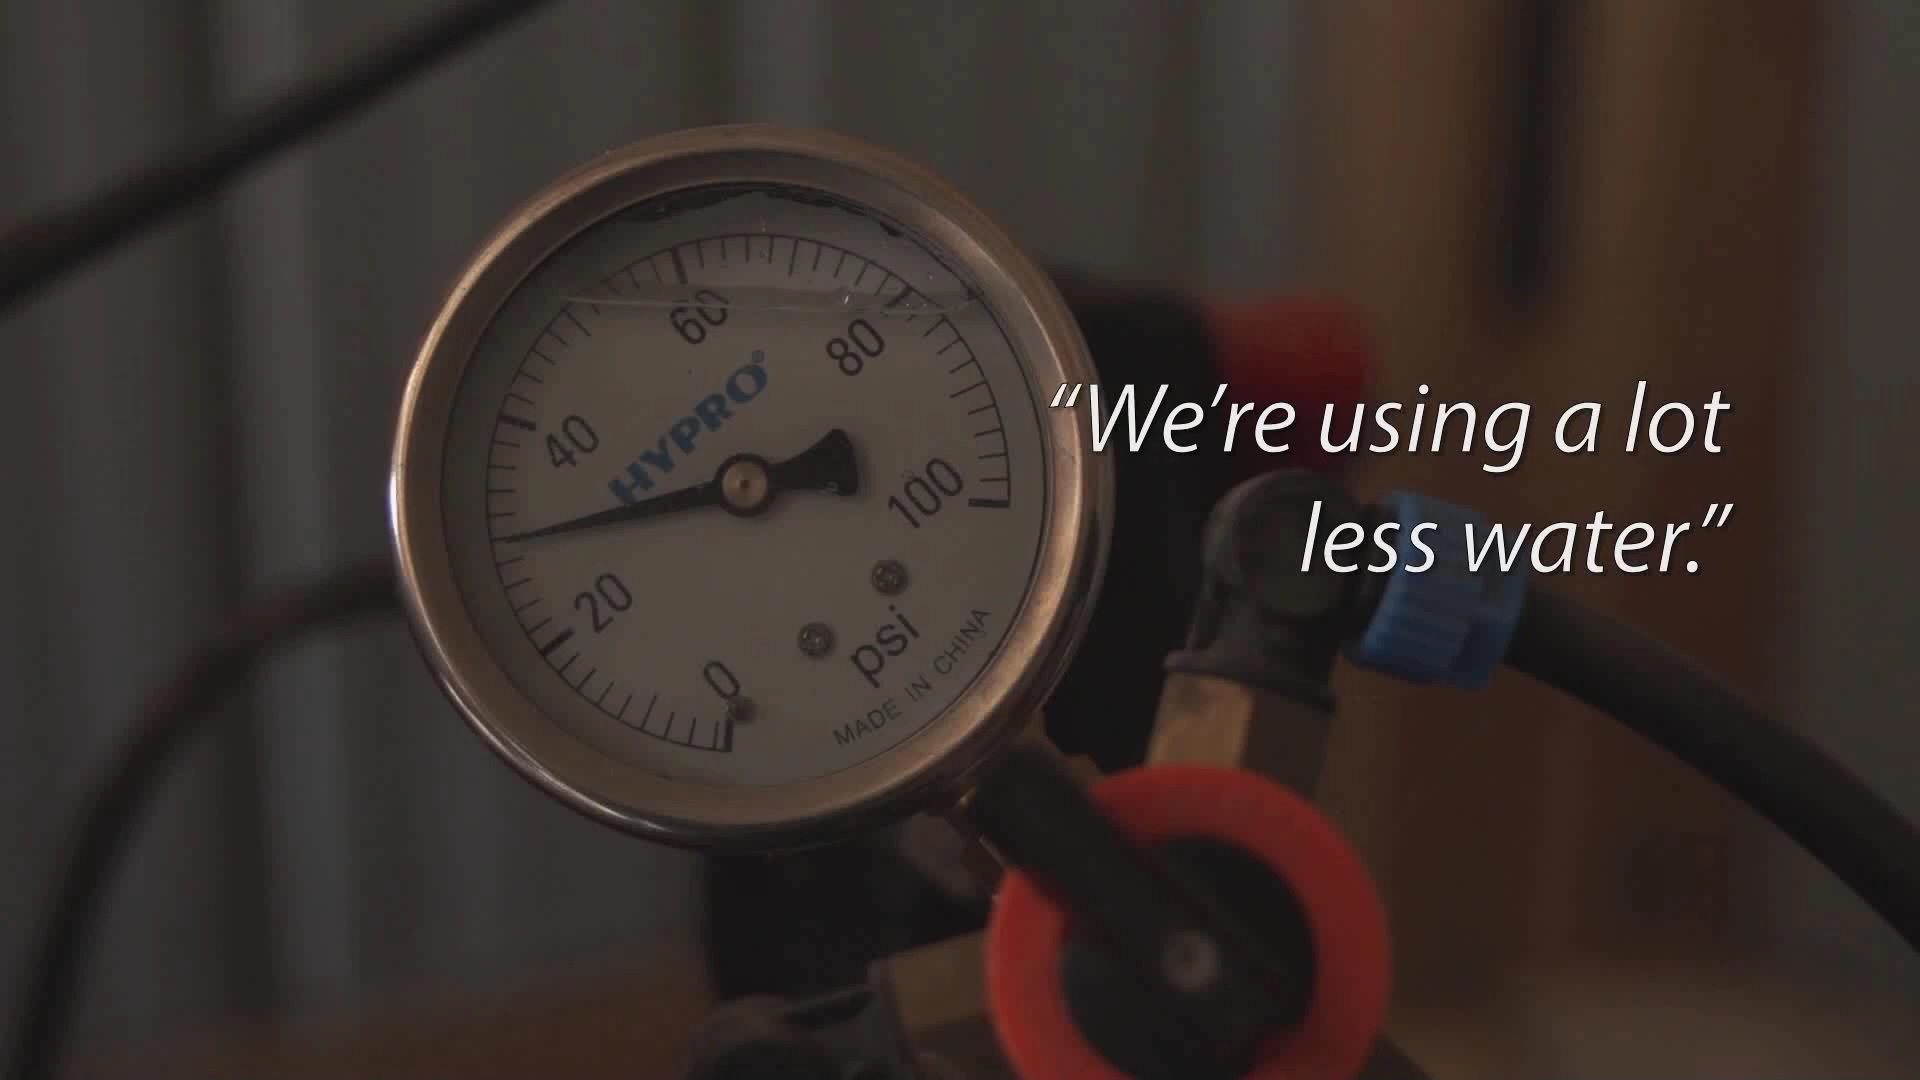 60
80
HYPRO®
40
100
20
0
psi
MADE IN CHINA
“We’re using a lot
less water.”